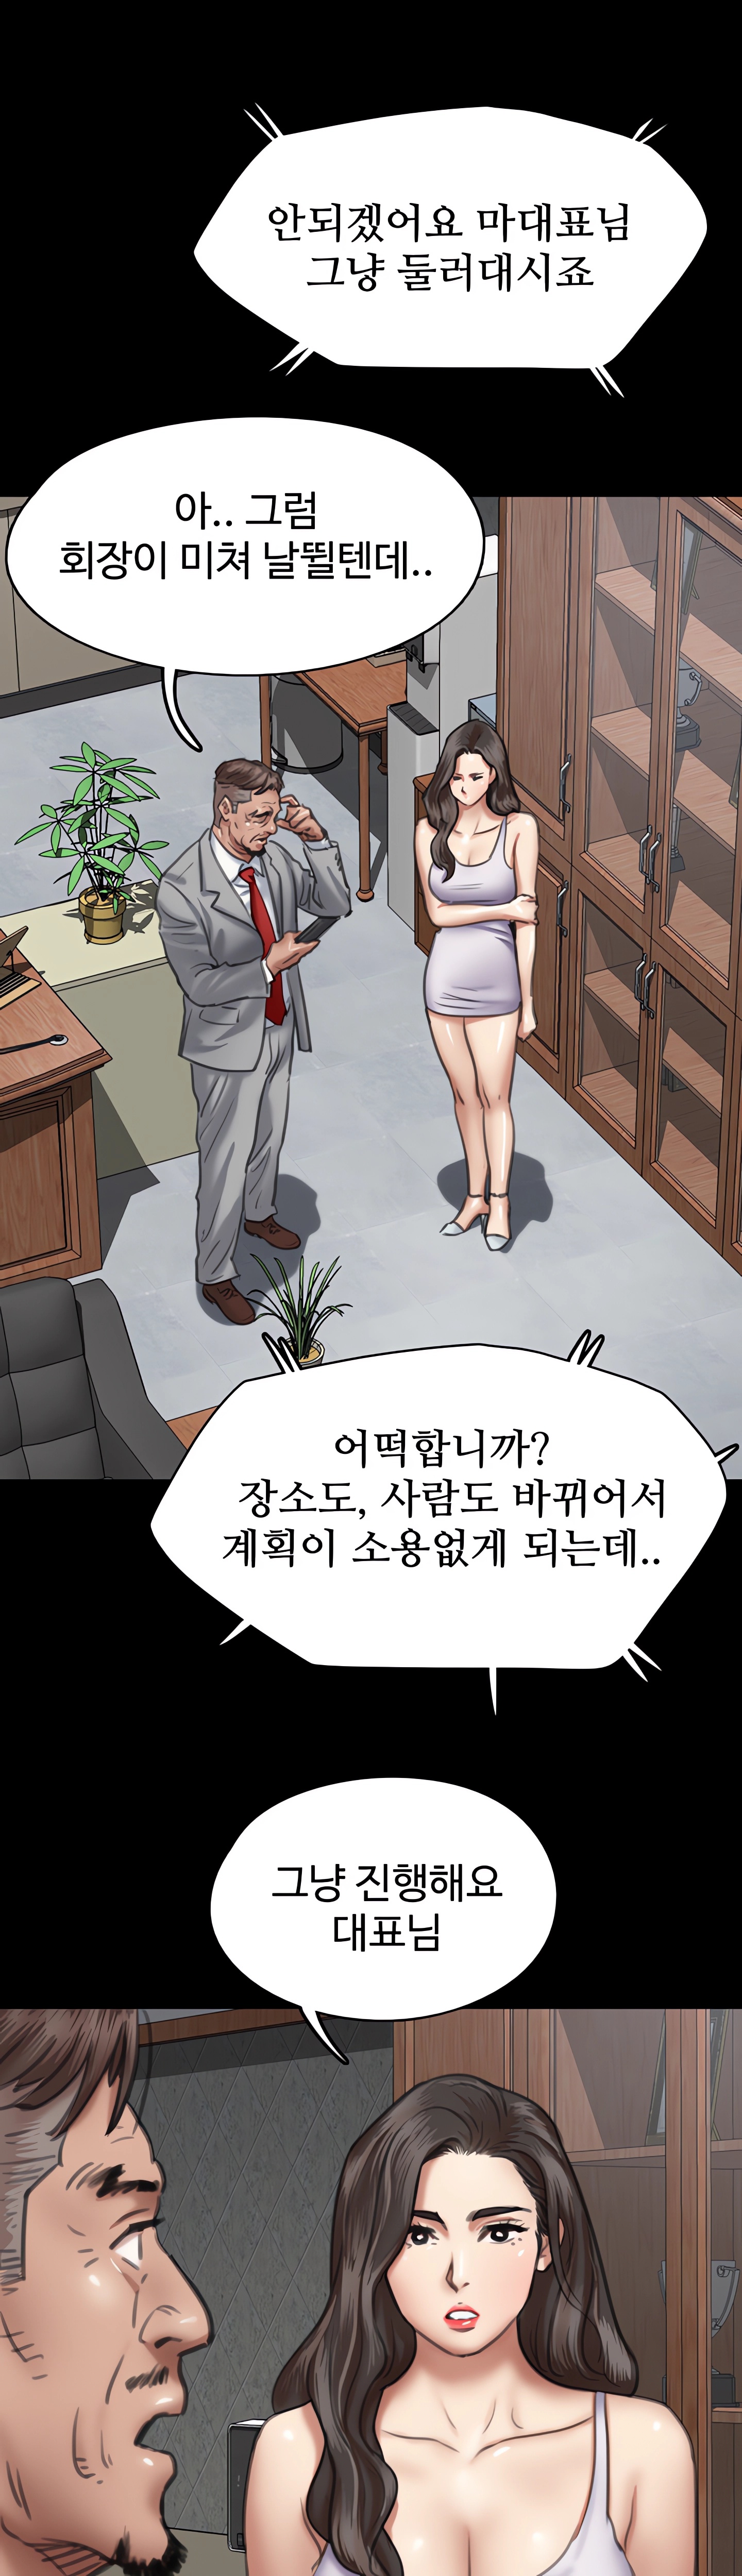 안되겠어요 마대표님
그냥 둘러대시죠
아.. 그럼
회장이 미쳐 날뛸텐데..
어떡합니까?
장소도, 사람도 바뀌어서
계획이 소용없게 되는데..
그냥 진행해요
대표님